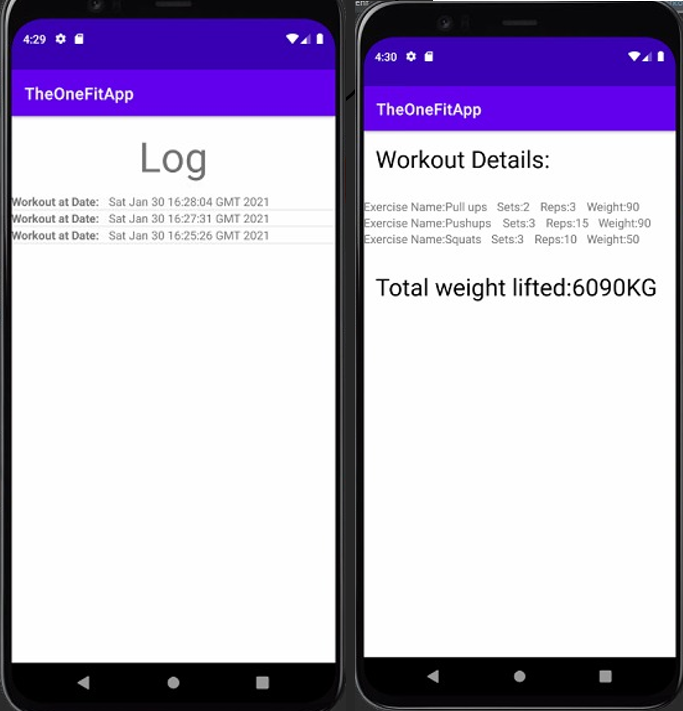 4:29
TheOneFitApp
Log
Workout at Date: Sat Jan 30 16:28:04 GMT 2021
Workout at Date: Sat Jan 30 16:27:31 GMT 2021
Workout at Date: Sat Jan 30 16:25:26 GMT 2021
4:30
TheOneFitApp
Workout Details:
Exercise Name:Pull ups Sets:2 Reps:3 Weight:90
Exercise Name:Pushups Sets:3 Reps:15 Weight:90
Exercise Name:Squats Sets:3 Reps:10 Weight:50
Total weight lifted:6090KG